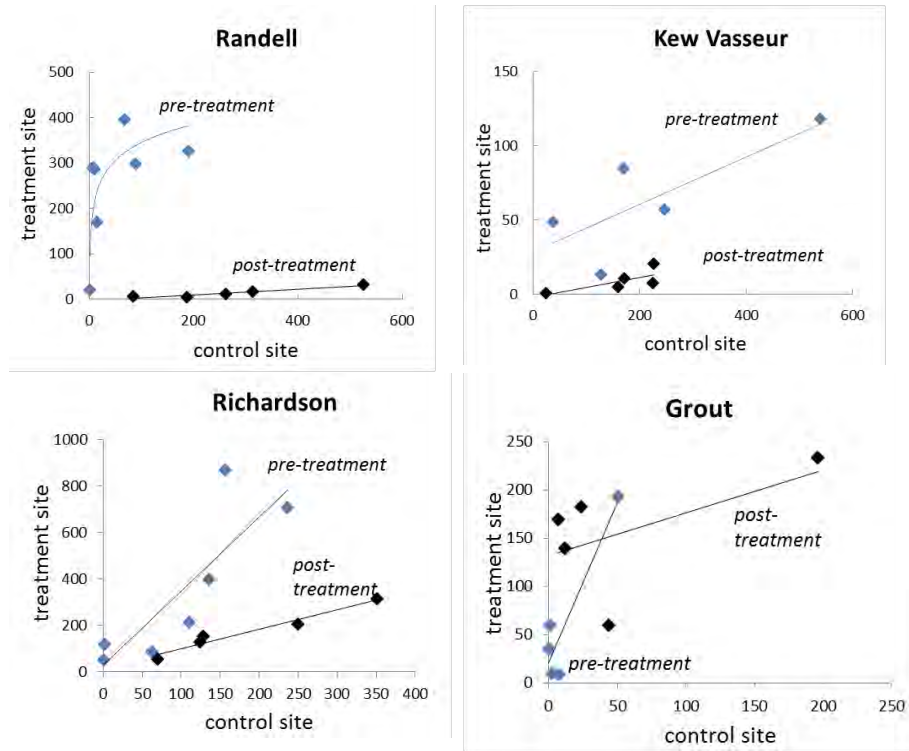 Randell
500
400
300
200
100
0
pre-treatment
post-treatment
treatment site
0 200 400 600
control site
Kew Vasseur
150
100
50
0
pre-treatment
post-treatment
treatment site
0 200 400 600
control site
Richardson
1000
800
600
400
200
0
pre-treatment
post-
treatment
treatment site
0 50 100 150 200 250 300 350 400
control site
Grout
250
200
150
100
50
0
post-
treatment
pre-treatment
treatment site
0 50 100 150 200 250
control site